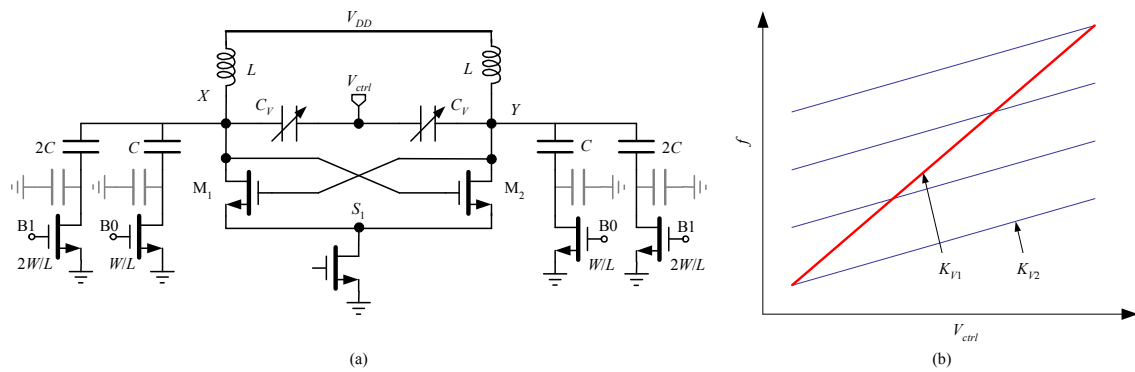 V_DD
L
L
X
V_ctrl
C_V
C_V
Y
2C
C
C
2C
M_1
M_2
S_1
B1
B0
B0
B1
2W/L
W/L
W/L
2W/L
(a)
f
K_V1
K_V2
V_ctrl
(b)